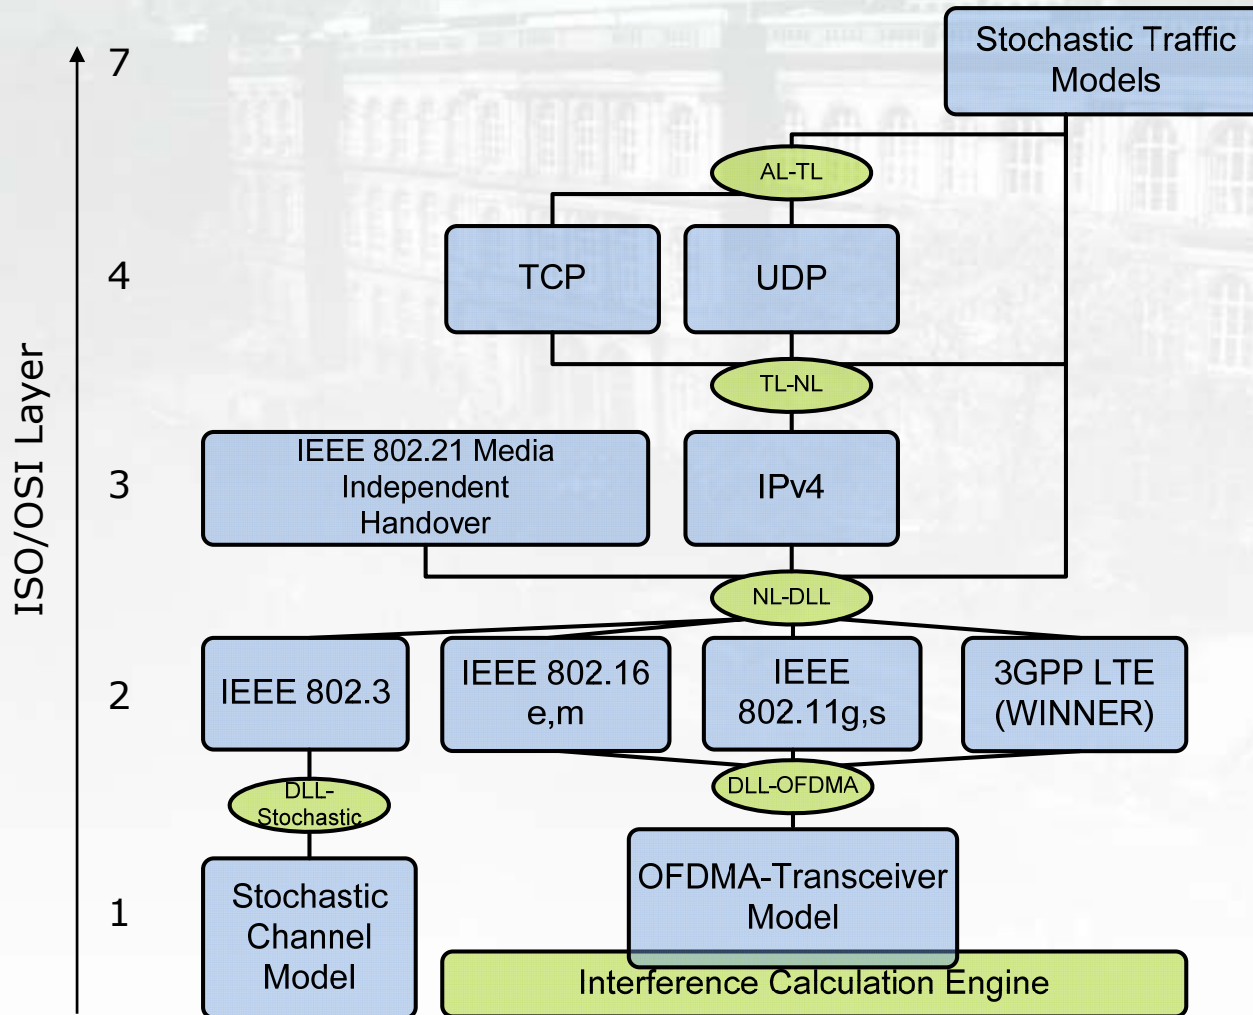 Stochastic Traffic
Models
7
AL-TL
4
TCP
UDP
TL-NL
ISO/OSI Layer
3
IEEE 802.21 Media
Independent
Handover
IPv4
NL-DLL
2
IEEE 802.3
IEEE 802.16
e,m
IEEE
802.11g,s
3GPP LTE
(WINNER)
DLL-
Stochastic
DLL-OFDMA
1
Stochastic
Channel
Model
OFDMA-Transceiver
Model
Interference Calculation Engine